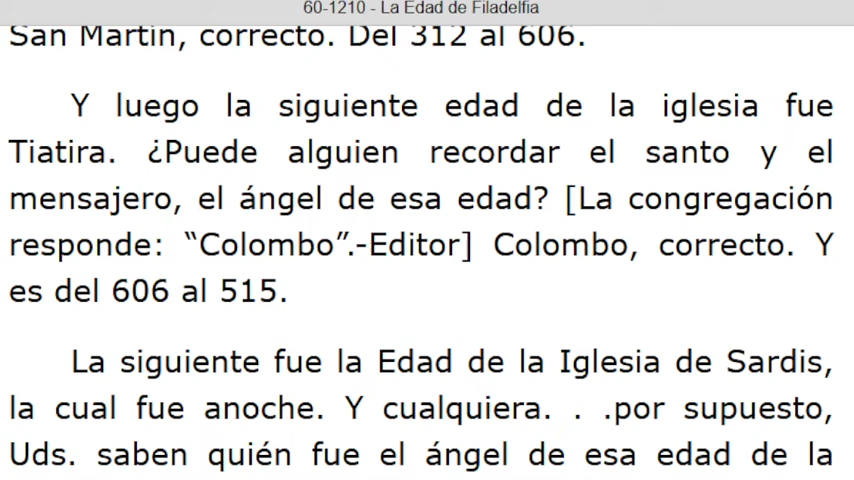 60-1210 - La Edad de Filadelfia
San Martín, correcto. Del 312 al 606.
Y luego la siguiente edad de la iglesia fue
Tiatira. ¿Puede alguien recordar el santo y el
mensajero, el ángel de esa edad? [La congregación
responde: “Colombo”.-Editor] Colombo, correcto. Y
es del 606 al 515.
La siguiente fue la Edad de la Iglesia de Sardis,
la cual fue anoche. Y cualquiera. . .por supuesto,
Uds. saben quién fue el ángel de esa edad de la